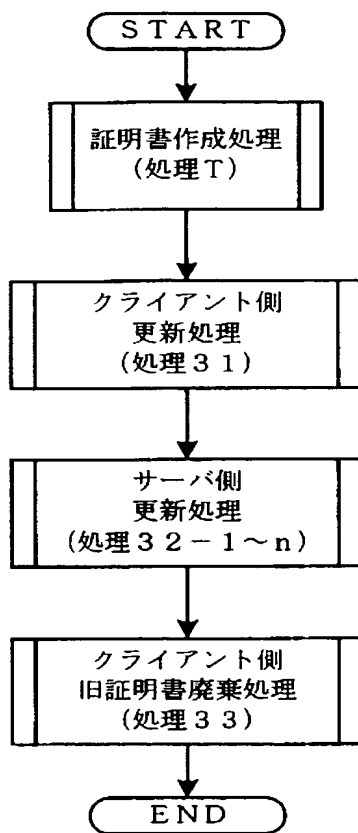 ＳＴＡＲＴ
証明書作成処理
(処理Ｔ)
クライアント側
更新処理
(処理３１)
サーバ側
更新処理
(処理３２－１～ｎ)
クライアント側
旧証明書廃棄処理
(処理３３)
ＥＮＤ